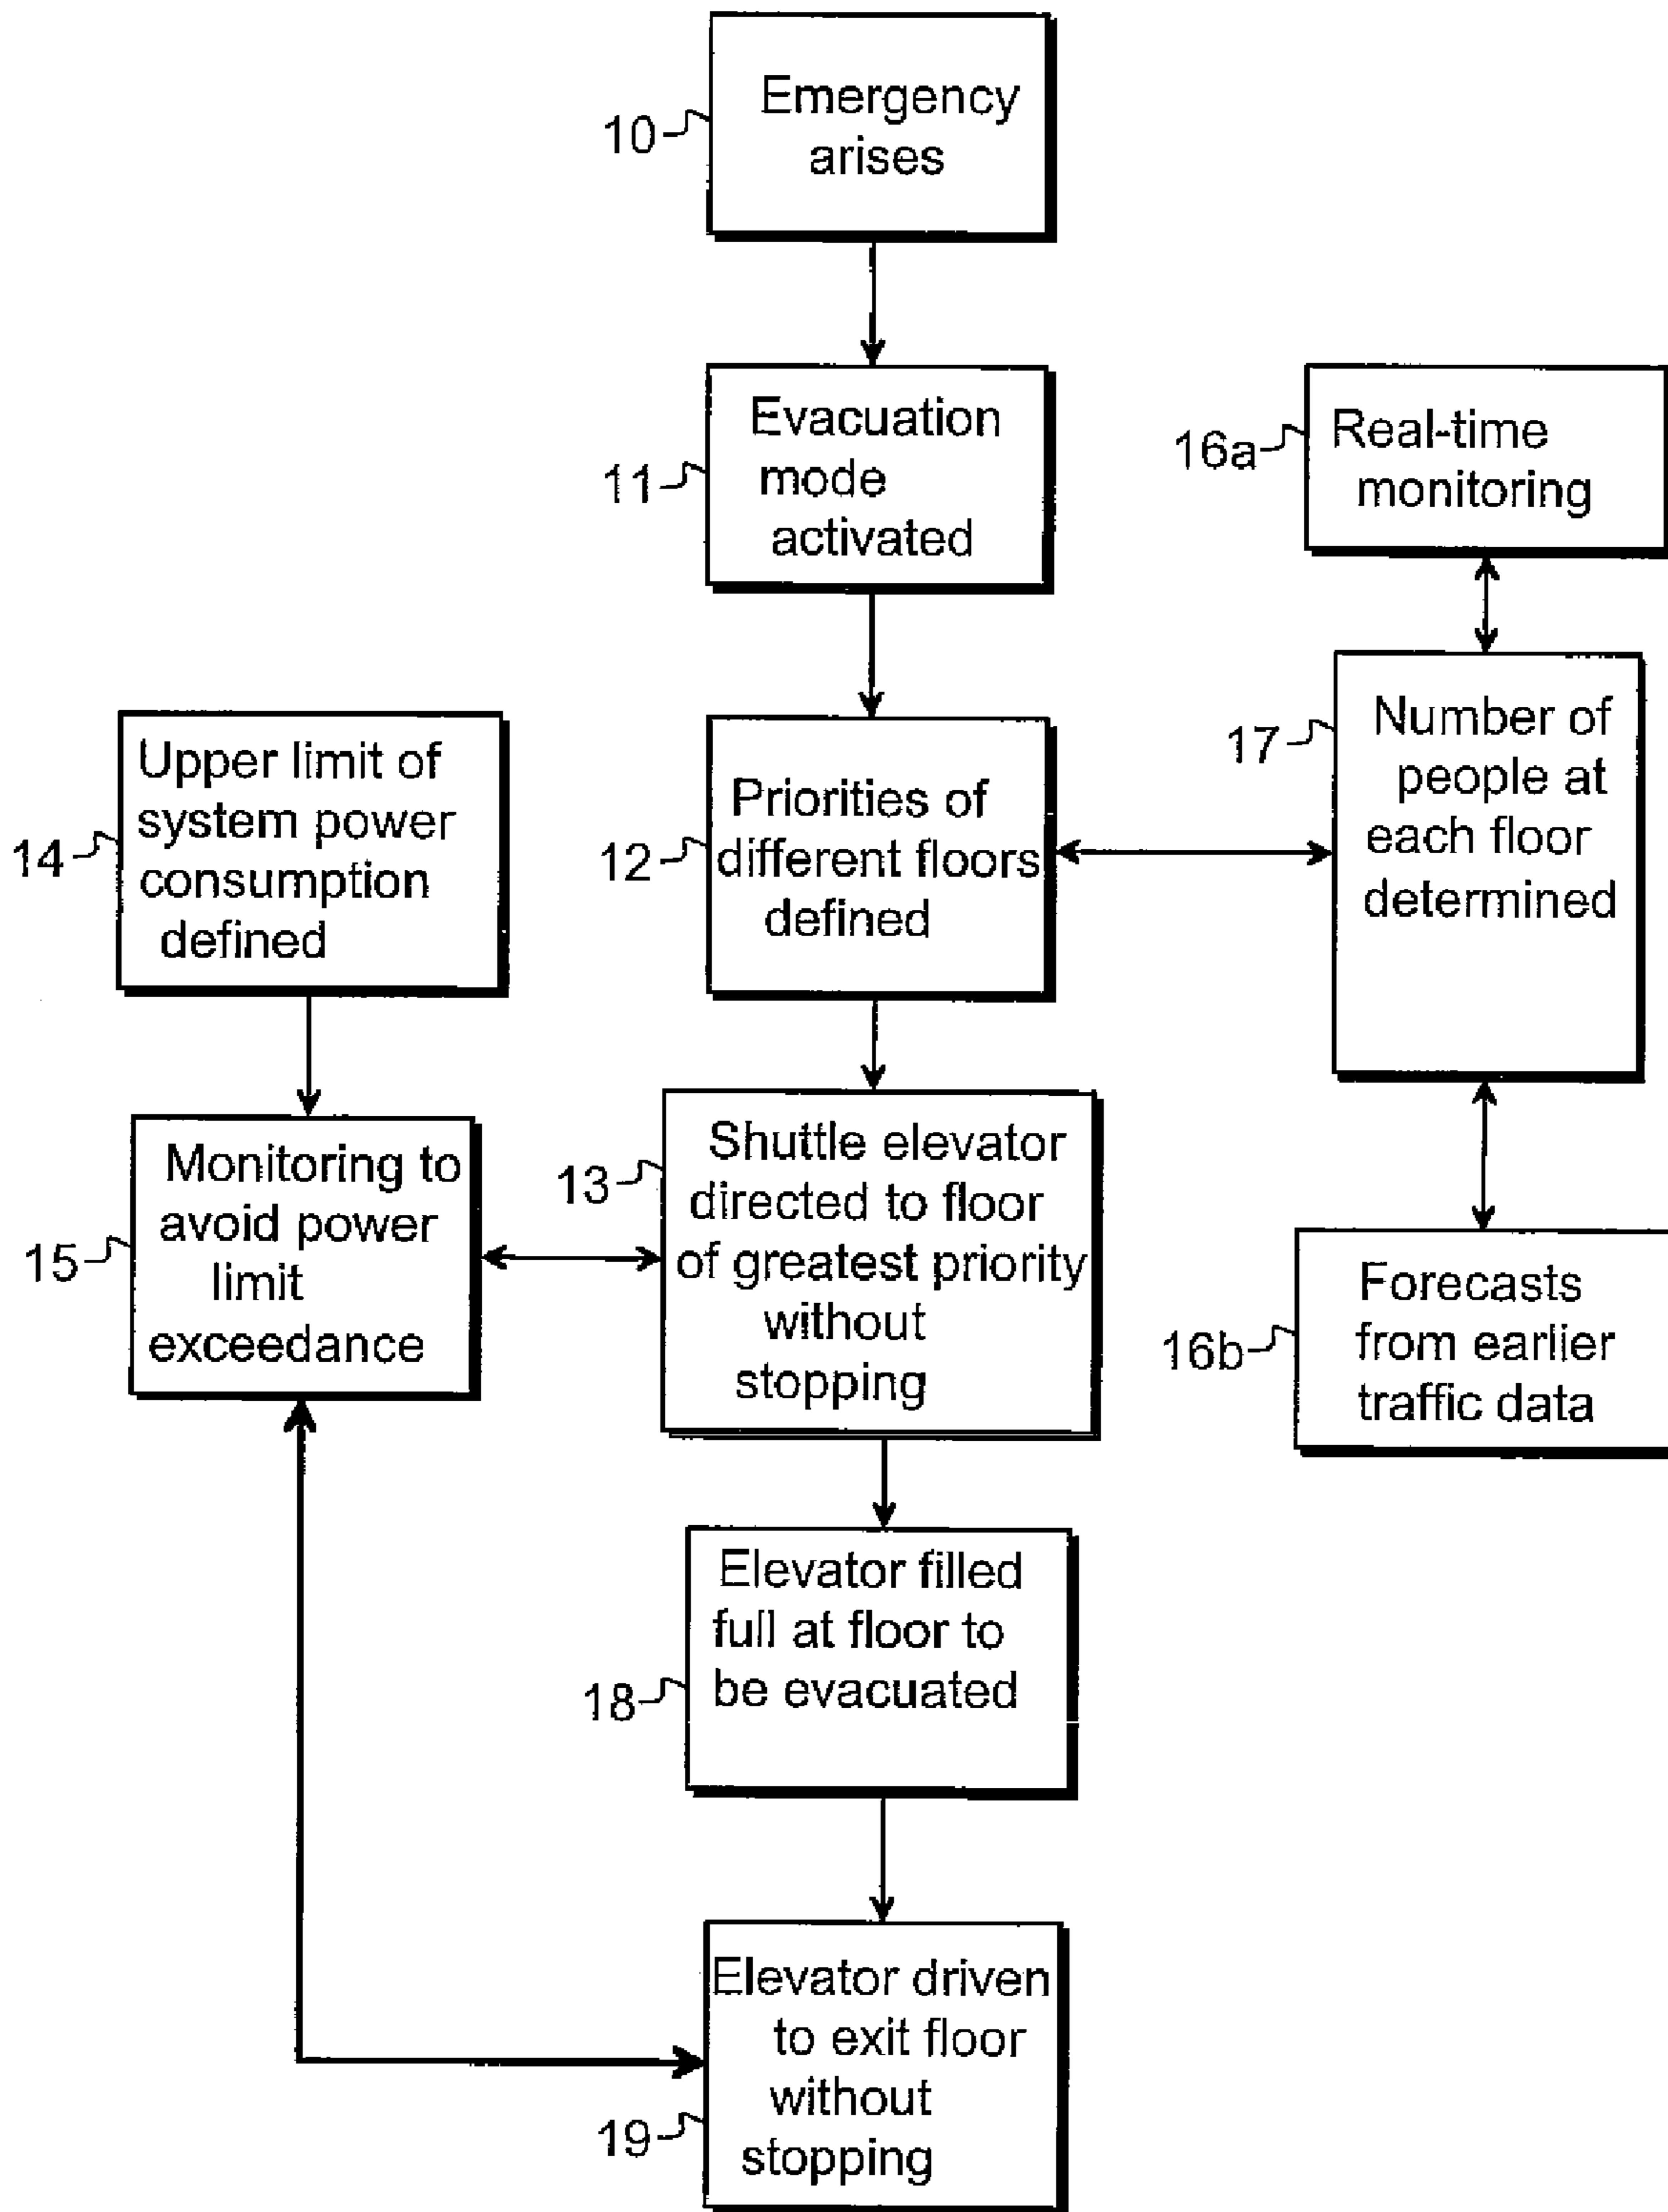 10
Emergency
arises
11
Evacuation
mode
activated
16a
Real-time
monitoring
14
Upper limit of
system power
consumption
defined
12
Priorities of
different floors
defined
17
Number of
people at
each floor
determined
15
Monitoring to
avoid power
limit
exceedance
13
Shuttle elevator
directed to floor
of greatest priority
without
stopping
16b
Forecasts
from earlier
traffic data
18
Elevator filled
full at floor to
be evacuated
19
Elevator driven
to exit floor
without
stopping